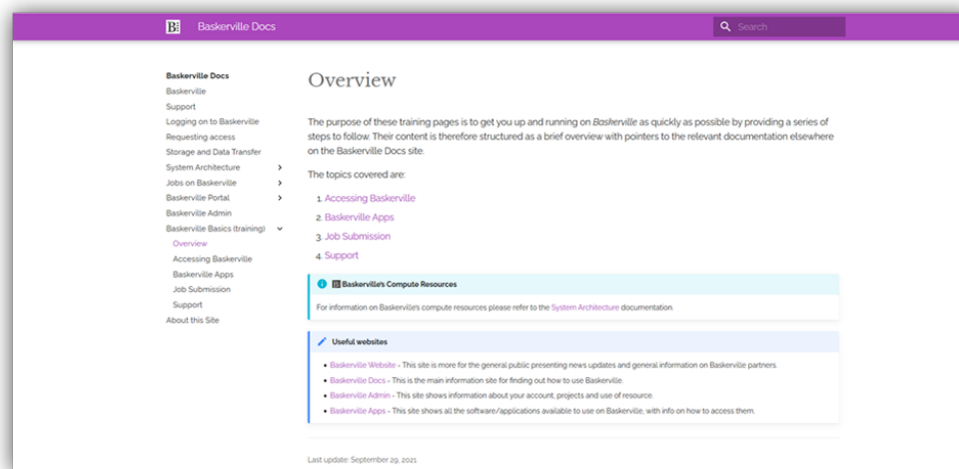 Baskerville Docs
Search
Baskerville Docs
Baskerville
Support
Logging on to Baskerville
Requesting access
Storage and Data Transfer
System Architecture
Jobs on Baskerville
Baskerville Portal
Baskerville Admin
Baskerville Basics (training)
Overview
Accessing Baskerville
Baskerville Apps
Job Submission
Support
About this Site
Overview
The purpose of these training pages is to get you up and running on Baskerville as quickly as possible by providing a series of
steps to follow. Their content is therefore structured as a brief overview with pointers to the relevant documentation elsewhere
on the Baskerville Docs site.
The topics covered are:
1. Accessing Baskerville
2. Baskerville Apps
3. Job Submission
4. Support
Baskerville's Compute Resources
For information on Baskerville's compute resources please refer to the System Architecture documentation.
Useful websites
• Baskerville Website - This site is more for the general public presenting news updates and general information on Baskerville partners.
• Baskerville Docs - This is the main information site for finding out how to use Baskerville.
• Baskerville Admin - This site shows information about your account, projects and use of resource.
• Baskerville Apps - This site shows all the software/applications available to use on Baskerville, with info on how to access them.
Last update: September 29, 2021